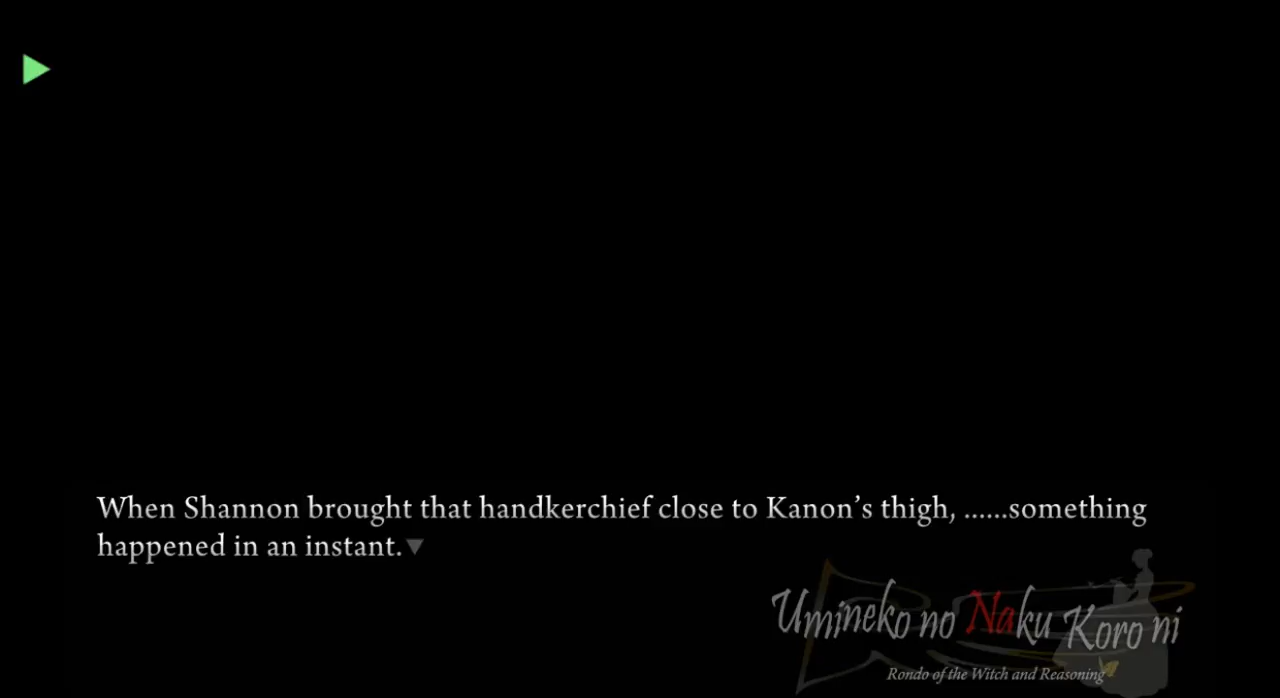 When Shannon brought that handkerchief close to Kanon’s thigh, ......something
happened in an instant.
Umineko no Naku Koro ni
Rondo of the Witch and Reasoning